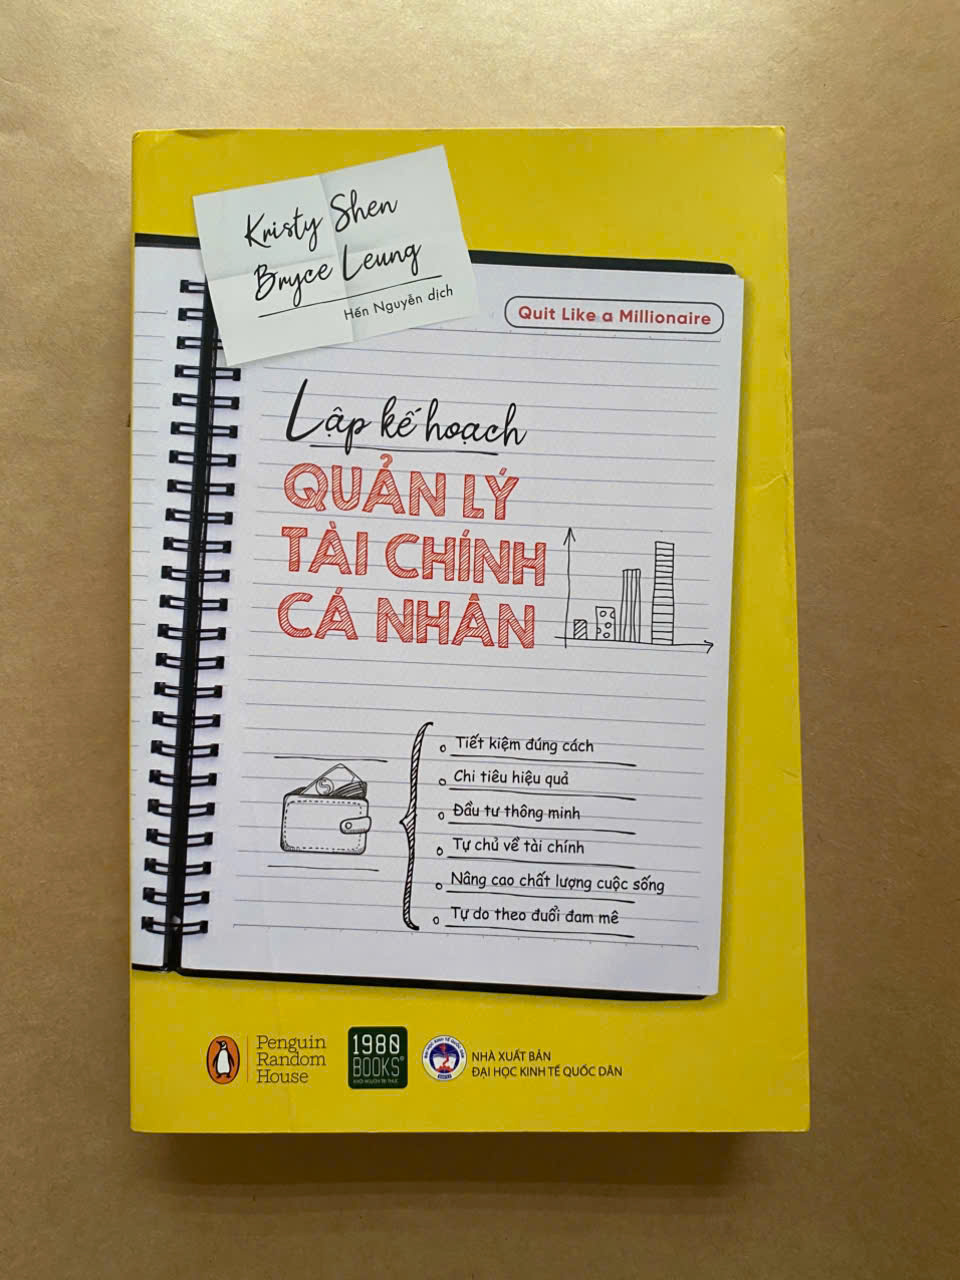 Kristy Shen
Bryce Leung
Hến Nguyễn dịch
Quit Like a Millionaire
Lập kế hoạch
QUẢN LÝ
TÀI CHÍNH
CÁ NHÂN
Tiết kiệm đúng cách
Chi tiêu hiệu quả
Đầu tư thông minh
Tự chủ về tài chính
Nâng cao chất lượng cuộc sống
Tự do theo đuổi đam mê
Penguin
Random
House
1980
BOOKS®
NHÀ XUẤT BẢN
ĐẠI HỌC KINH TẾ QUỐC DÂN